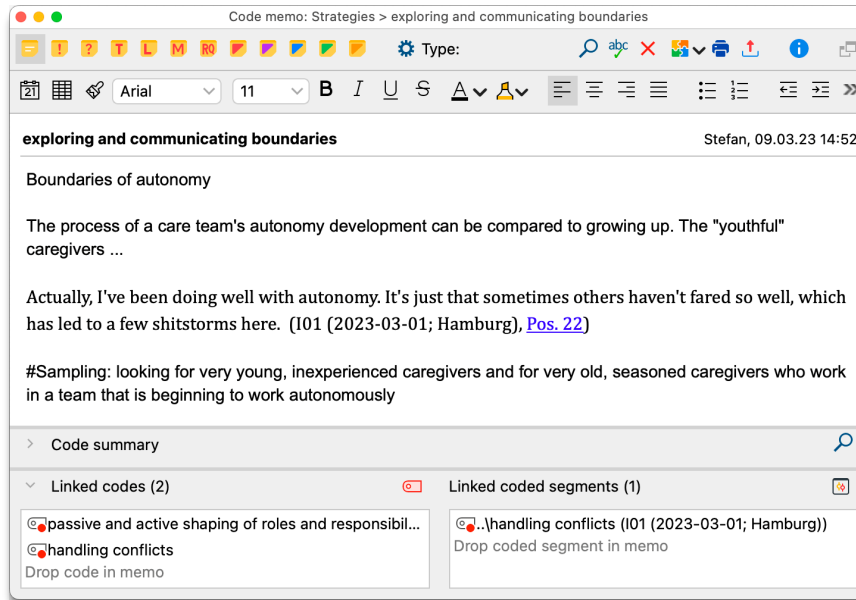 Code memo: Strategies > exploring and communicating boundaries
! ? T L M RQ Type: abc
21 Arial 11 B I U S A
exploring and communicating boundaries Stefan, 09.03.23 14:52
Boundaries of autonomy
The process of a care team's autonomy development can be compared to growing up. The "youthful"
caregivers ...
Actually, I've been doing well with autonomy. It's just that sometimes others haven't fared so well, which
has led to a few shitstorms here. (I01 (2023-03-01; Hamburg), Pos. 22)
#Sampling: looking for very young, inexperienced caregivers and for very old, seasoned caregivers who work
in a team that is beginning to work autonomously
Code summary
Linked codes (2) Linked coded segments (1)
passive and active shaping of roles and responsibil... ..\handling conflicts (I01 (2023-03-01; Hamburg))
handling conflicts Drop coded segment in memo
Drop code in memo